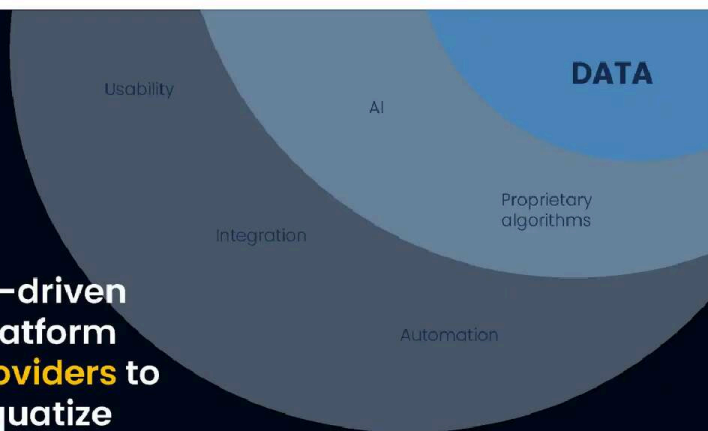 DATA
Usability
AI
Proprietary
algorithms
Integration
-driven
atform
oviders to
quatize
Automation